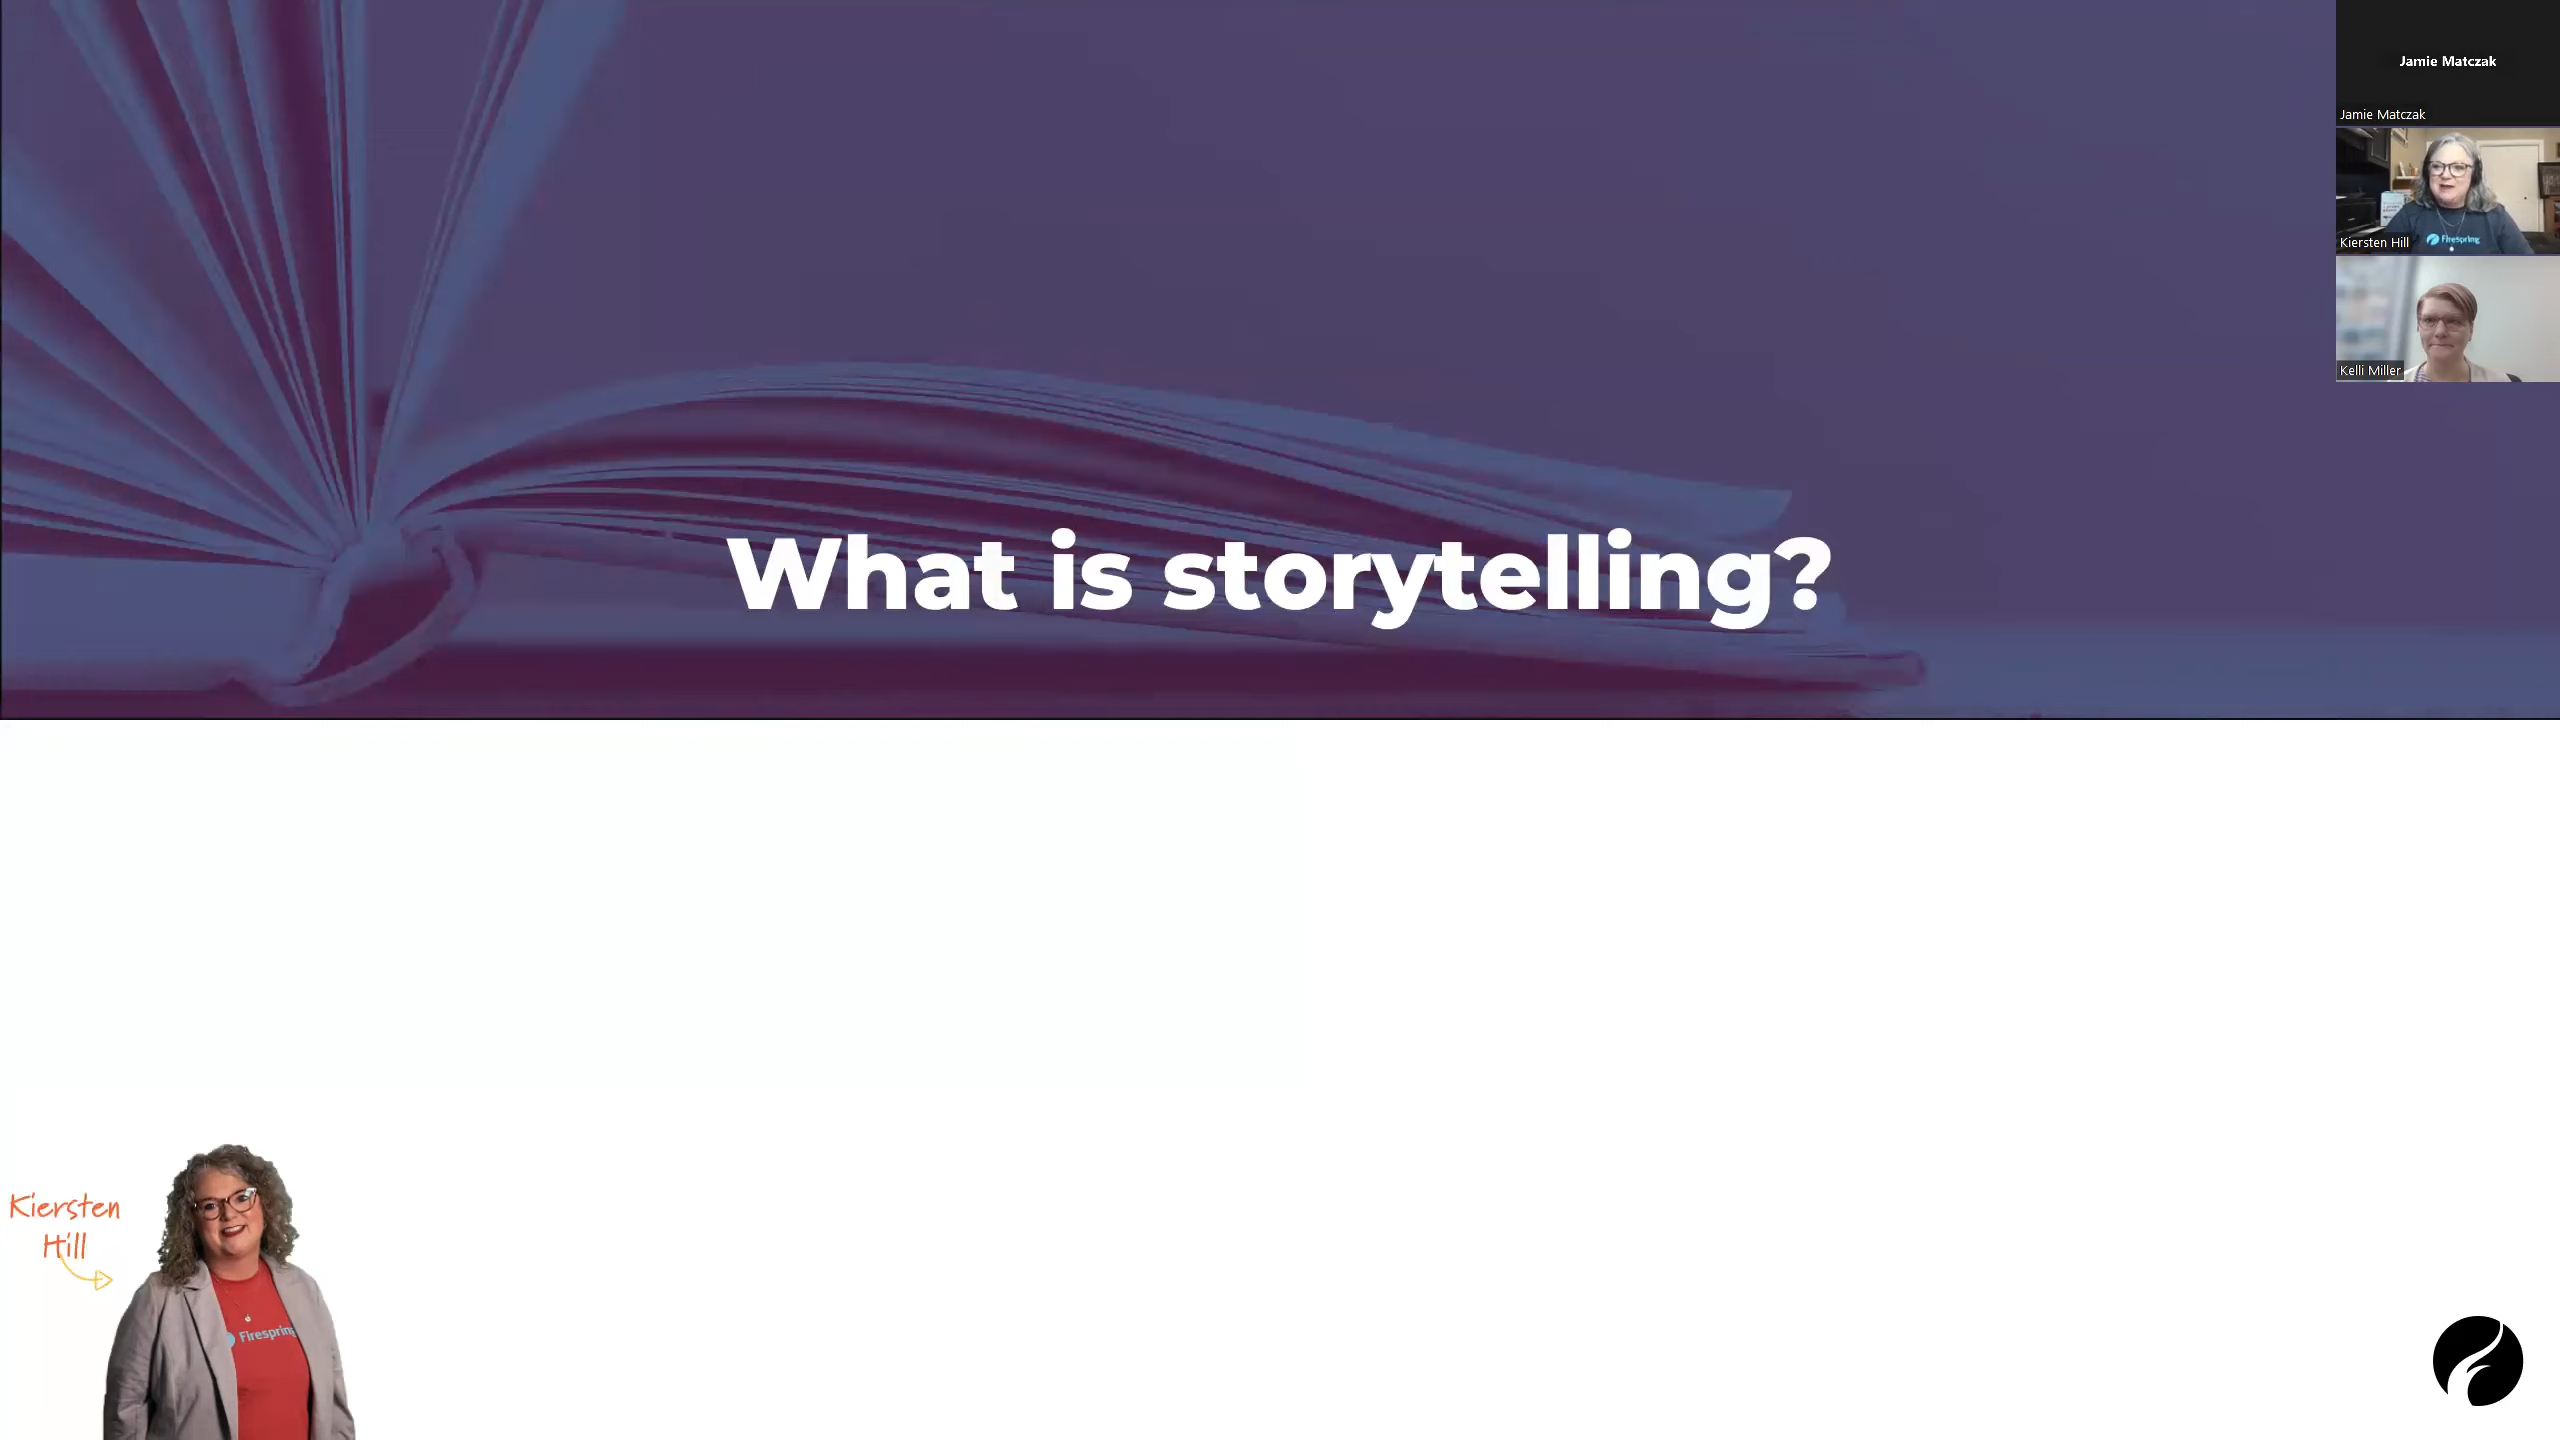 What is storytelling?
Jamie Matczak
Jamie Matczak
Firespring
Kiersten Hill
Kelli Miller
Kiersten
Hill
Firespring